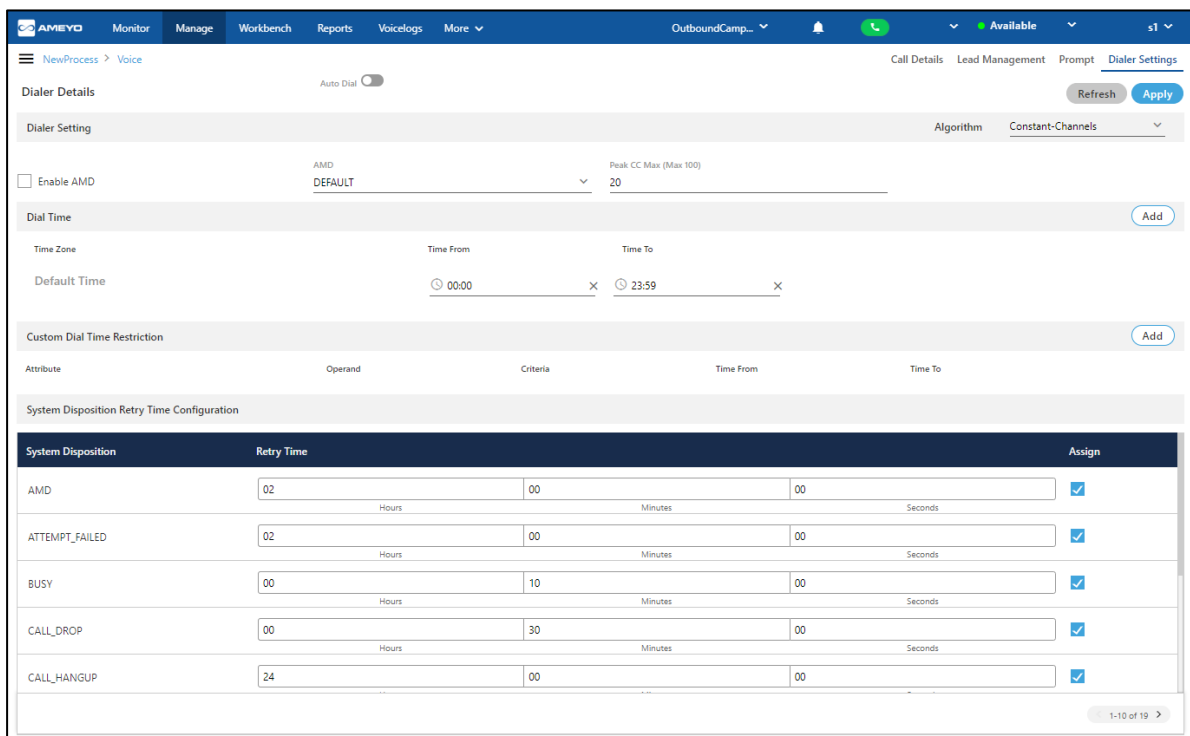 AMEYO Monitor Manage Workbench Reports Voicelogs More OutboundCamp... Available s1
NewProcess > Voice Call Details Lead Management Prompt Dialer Settings
Auto Dial
Dialer Details Refresh Apply
Dialer Setting Algorithm Constant-Channels
AMD Peak CC Max (Max 100)
Enable AMD DEFAULT 20
Dial Time Add
Time Zone Time From Time To
Default Time 00:00 23:59
Custom Dial Time Restriction Add
Attribute Operand Criteria Time From Time To
System Disposition Retry Time Configuration
System Disposition Retry Time Assign
AMD 02 00 00
Hours Minutes Seconds
ATTEMPT_FAILED 02 00 00
Hours Minutes Seconds
BUSY 00 10 00
Hours Minutes Seconds
CALL_DROP 00 30 00
Hours Minutes Seconds
CALL_HANGUP 24 00 00
1-10 of 19